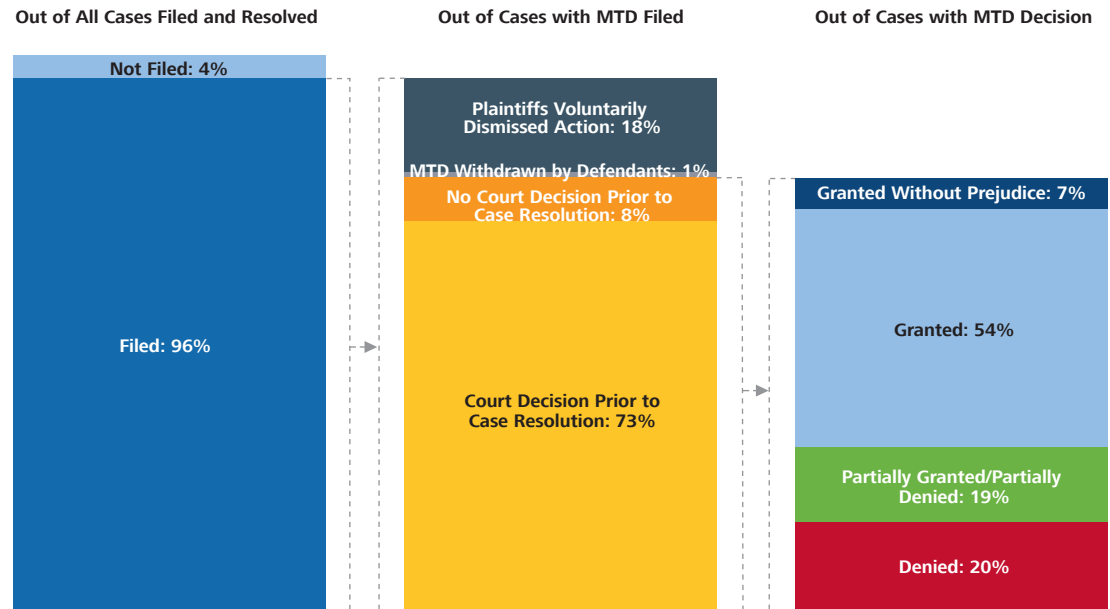 Out of All Cases Filed and Resolved
Not Filed: 4%
Filed: 96%
Out of Cases with MTD Filed
Plaintiffs Voluntarily
Dismissed Action: 18%
MTD Withdrawn by Defendants: 1%
No Court Decision Prior to
Case Resolution: 8%
Court Decision Prior to
Case Resolution: 73%
Out of Cases with MTD Decision
Granted Without Prejudice: 7%
Granted: 54%
Partially Granted/Partially
Denied: 19%
Denied: 20%